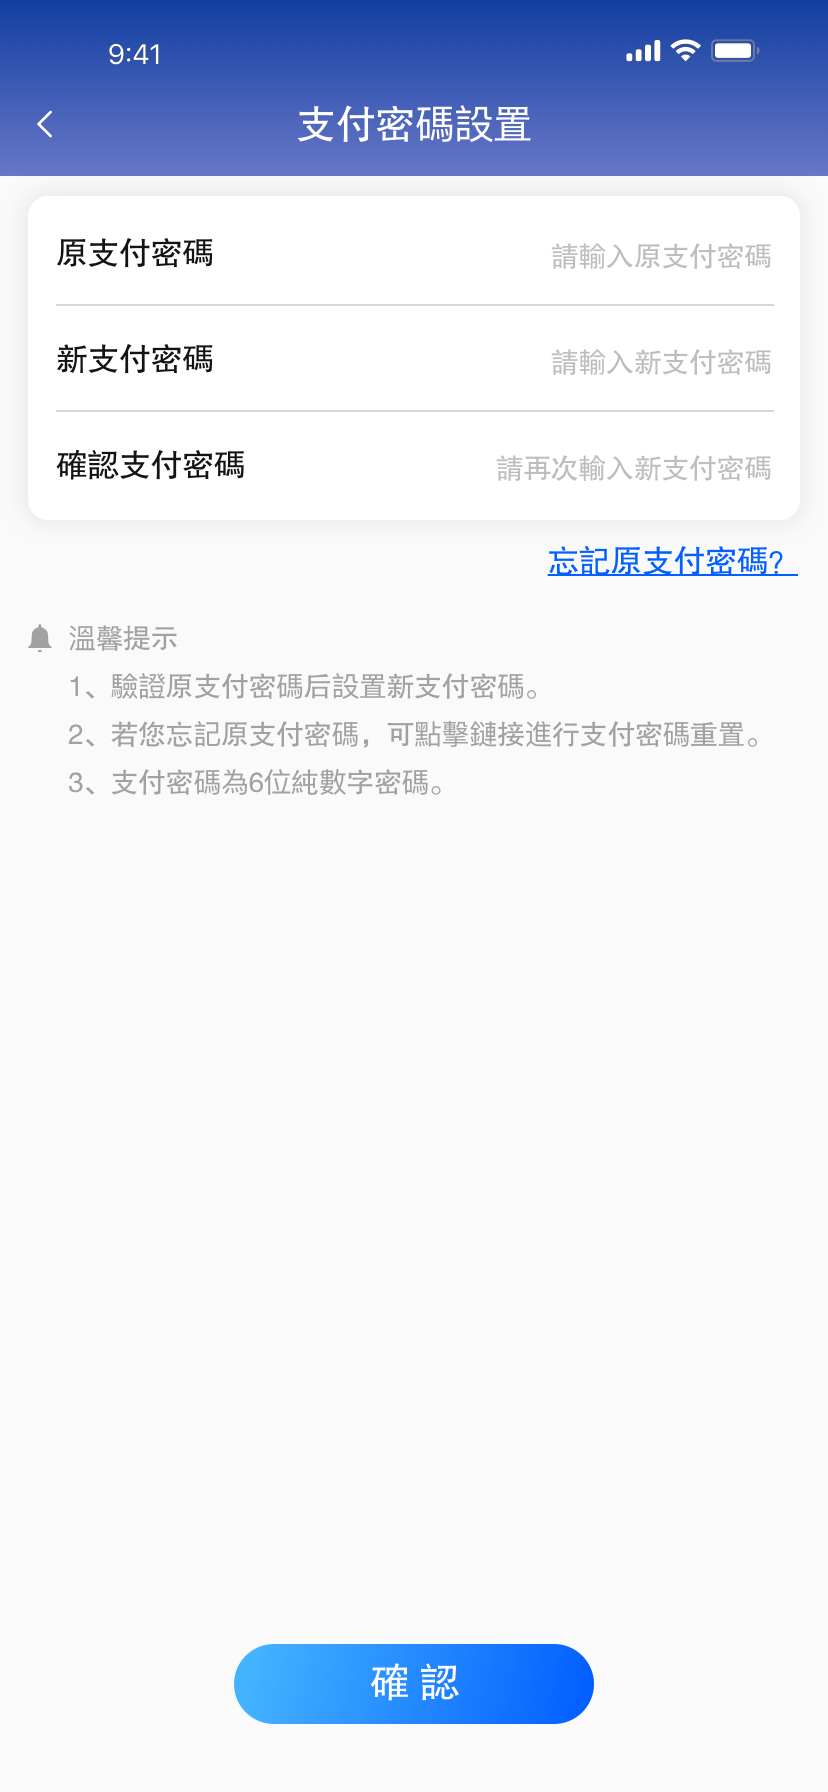 9:41
支付密碼設置
原支付密碼 請輸入原支付密碼
新支付密碼 請輸入新支付密碼
確認支付密碼 請再次輸入新支付密碼
忘記原支付密碼？
溫馨提示
1、驗證原支付密碼后設置新支付密碼。
2、若您忘記原支付密碼，可點擊鏈接進行支付密碼重置。
3、支付密碼為6位純數字密碼。
確 認